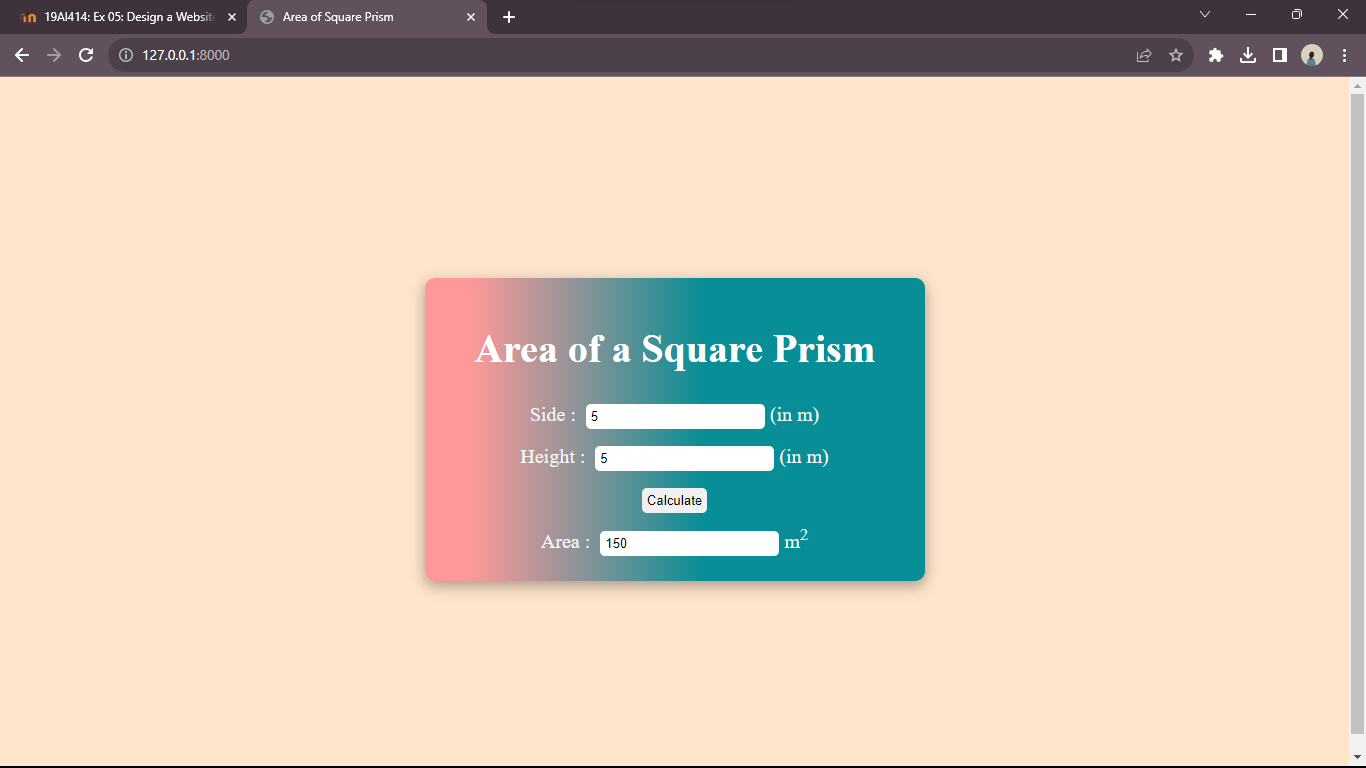 19AI414: Ex 05: Design a Websit
Area of Square Prism
127.0.0.1:8000
Area of a Square Prism
Side : 5 (in m)
Height : 5 (in m)
Calculate
Area : 150 m²